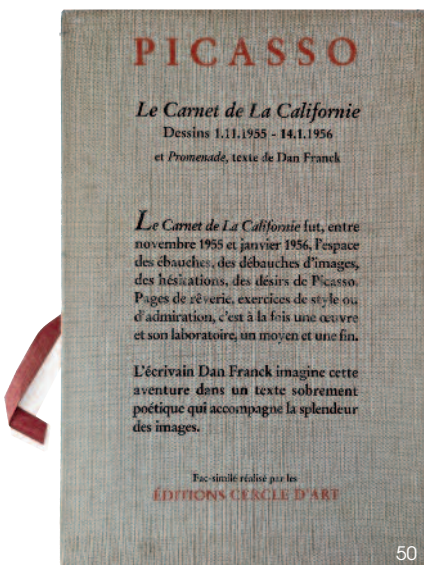 PICASSO
Le Carnet de La Californie
Dessins 1.11.1955 - 14.1.1956
et Promenade, texte de Dan Franck
Le Carnet de La Californie fut, entre
novembre 1955 et janvier 1956, l'espace
des ébauches, des débauches d'images,
des hésitations, des désirs de Picasso.
Pages de rêverie, exercices de style ou
d'admiration, c'est à la fois une œuvre
et son laboratoire, un moyen et une fin.
L'écrivain Dan Franck imagine cette
aventure dans un texte sobrement
poétique qui accompagne la splendeur
des images.
Fac-similé réalisé par les
ÉDITIONS CERCLE D'ART
50